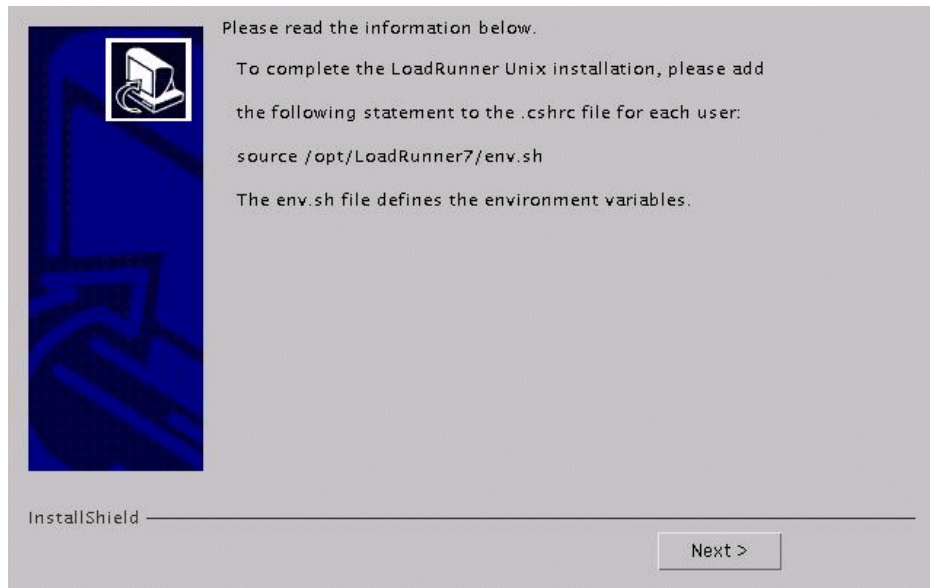 Please read the information below.
To complete the LoadRunner Unix installation, please add
the following statement to the .cshrc file for each user:
source /opt/LoadRunner7/env.sh
The env.sh file defines the environment variables.
InstallShield
Next >